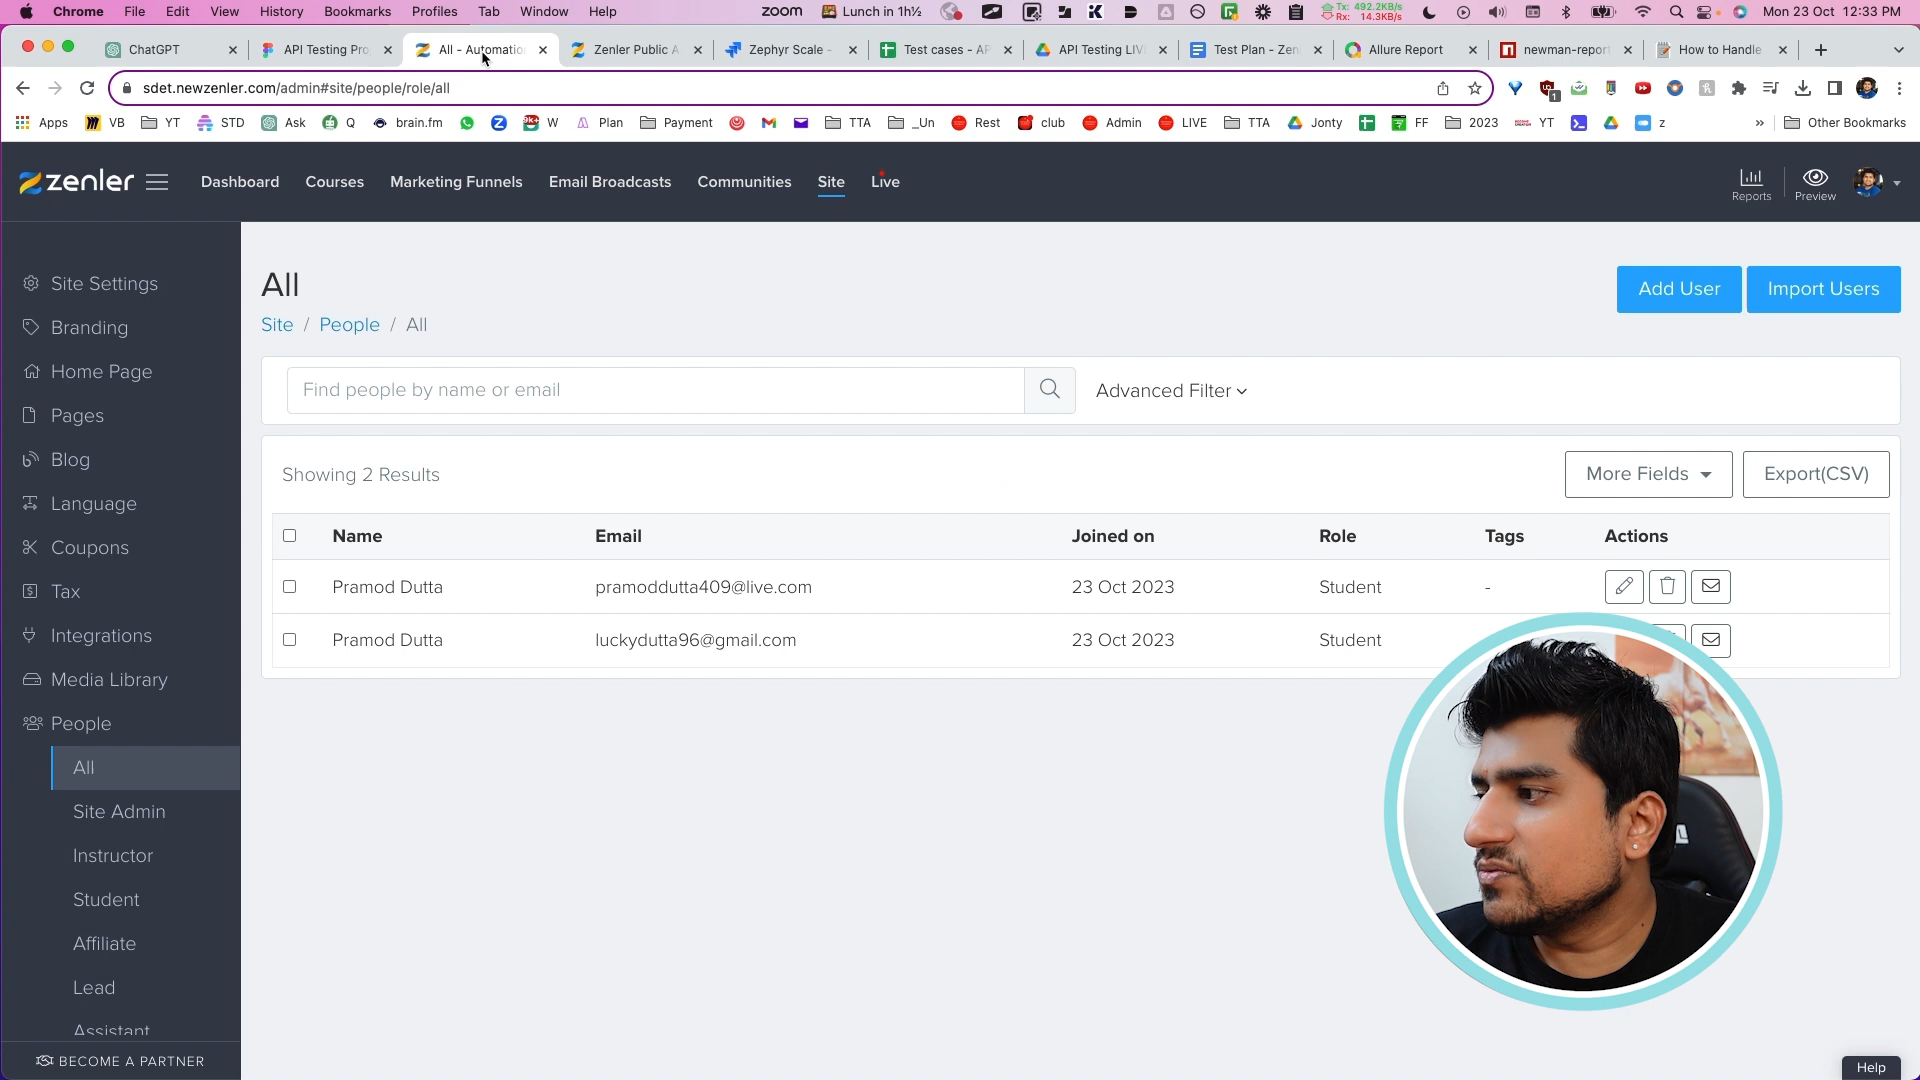 Chrome File Edit View History Bookmarks Profiles Tab Window Help zoom Lunch in 1h½ Tx: 492.2KB/s Rx: 14.3KB/s Mon 23 Oct 12:33 PM
ChatGPT API Testing Pro All - Automation Zenler Public A Zephyr Scale - Test cases - AP API Testing LIV Test Plan - Zen Allure Report newman-report How to Handle
sdet.newzenler.com/admin#site/people/role/all
Apps VB YT STD Ask Q brain.fm W Plan Payment TTA _Un Rest club Admin LIVE TTA Jonty FF 2023 YT z » Other Bookmarks
zenler Dashboard Courses Marketing Funnels Email Broadcasts Communities Site Live Reports Preview
Site Settings
Branding
Home Page
Pages
Blog
Language
Coupons
Tax
Integrations
Media Library
People
All
Site Admin
Instructor
Student
Affiliate
Lead
Assistant
BECOME A PARTNER
All
Site / People / All
Add User Import Users
Find people by name or email Advanced Filter
Showing 2 Results More Fields Export(CSV)
Name Email Joined on Role Tags Actions
Pramod Dutta pramoddutta409@live.com 23 Oct 2023 Student -
Pramod Dutta luckydutta96@gmail.com 23 Oct 2023 Student
Help